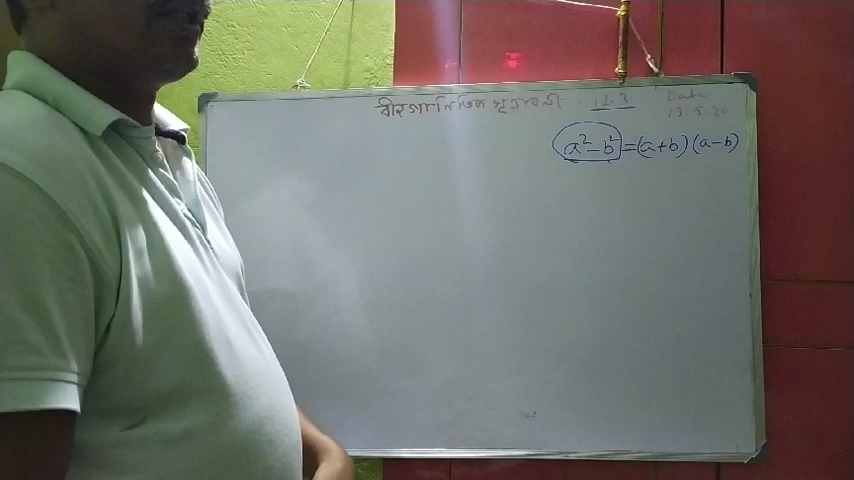 বীজগাণিতিক সূত্রাবলী - 12.3
Date
13.5.20
a²-b²=(a+b)(a-b)